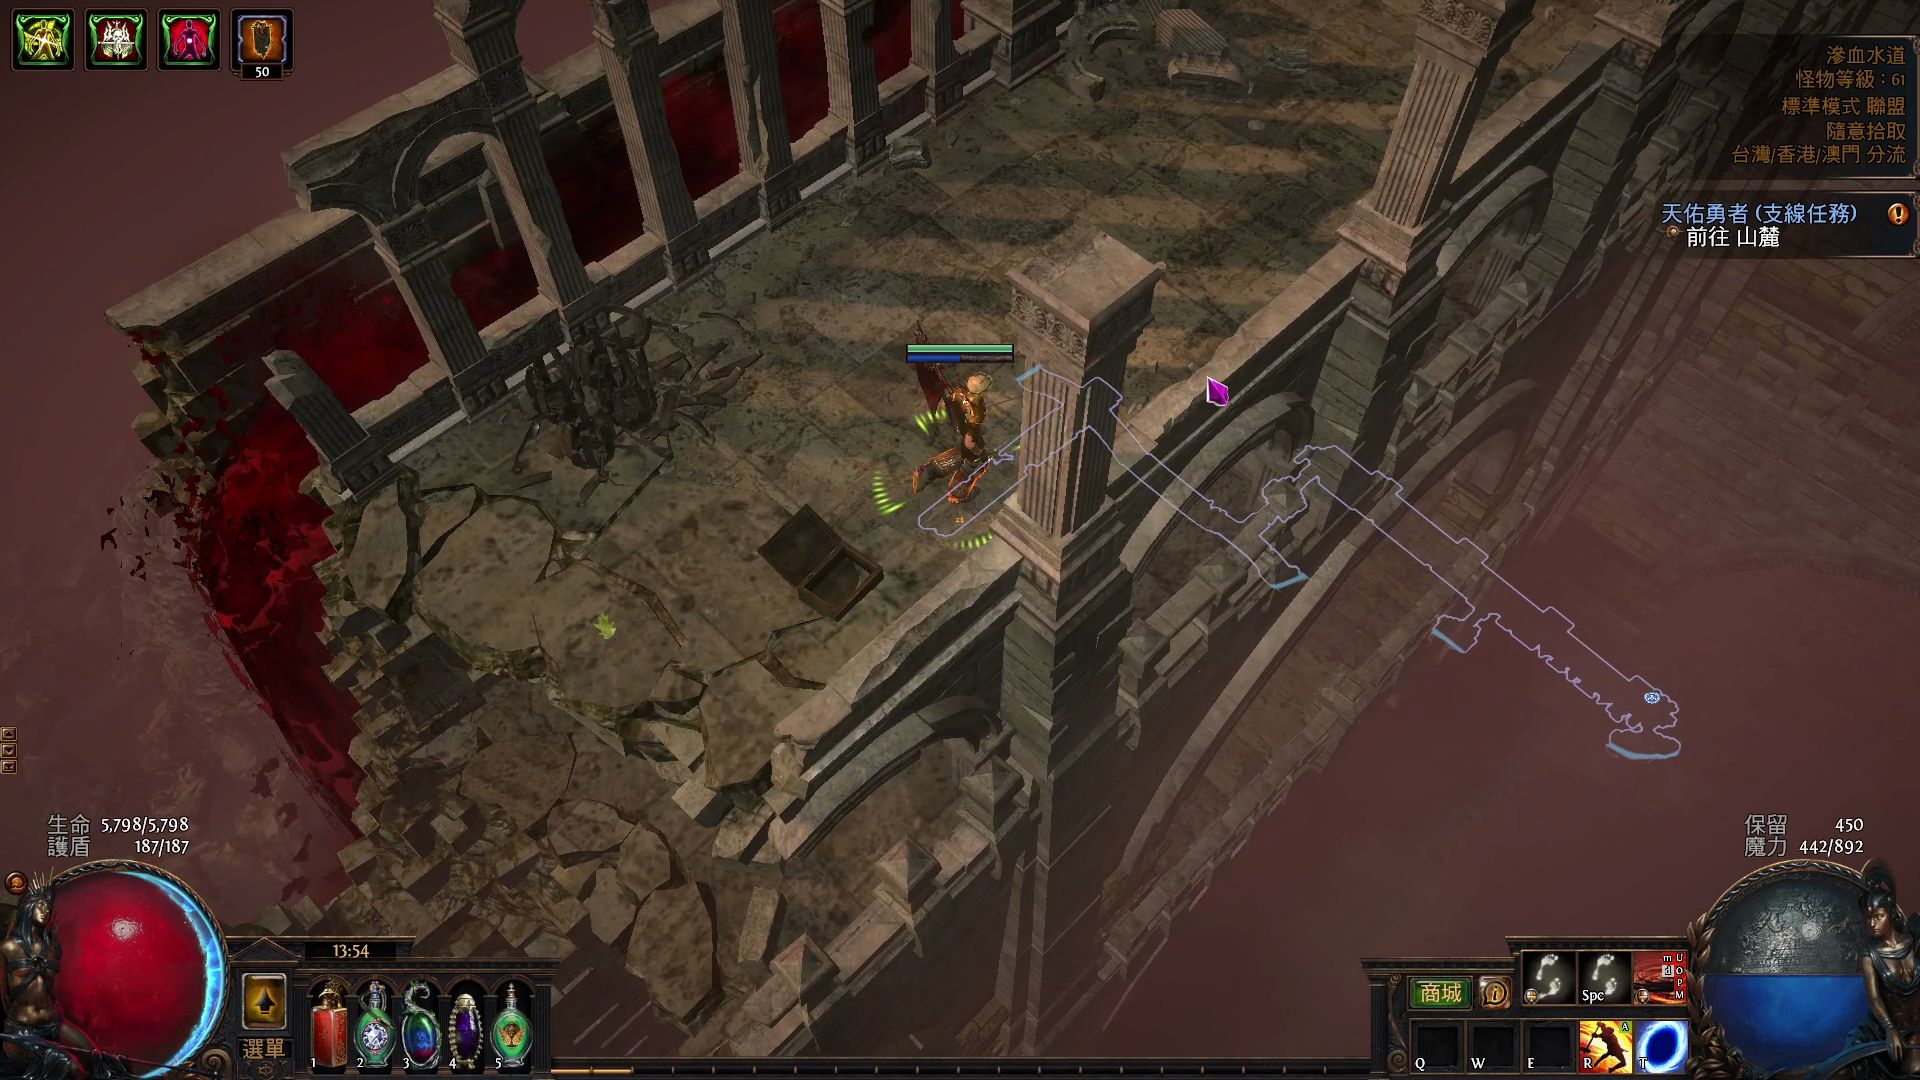 50
滲血水道
怪物等級：61
標準模式 聯盟
隨意拾取
台灣/香港/澳門 分流
天佑勇者 (支線任務)
前往 山麓
生命 5,798/5,798
護盾 187/187
保留 450
魔力 442/892
13:54
選單
1 2 3 4 5
商城
Spc
m U
d O
P
M
Q W E R A T